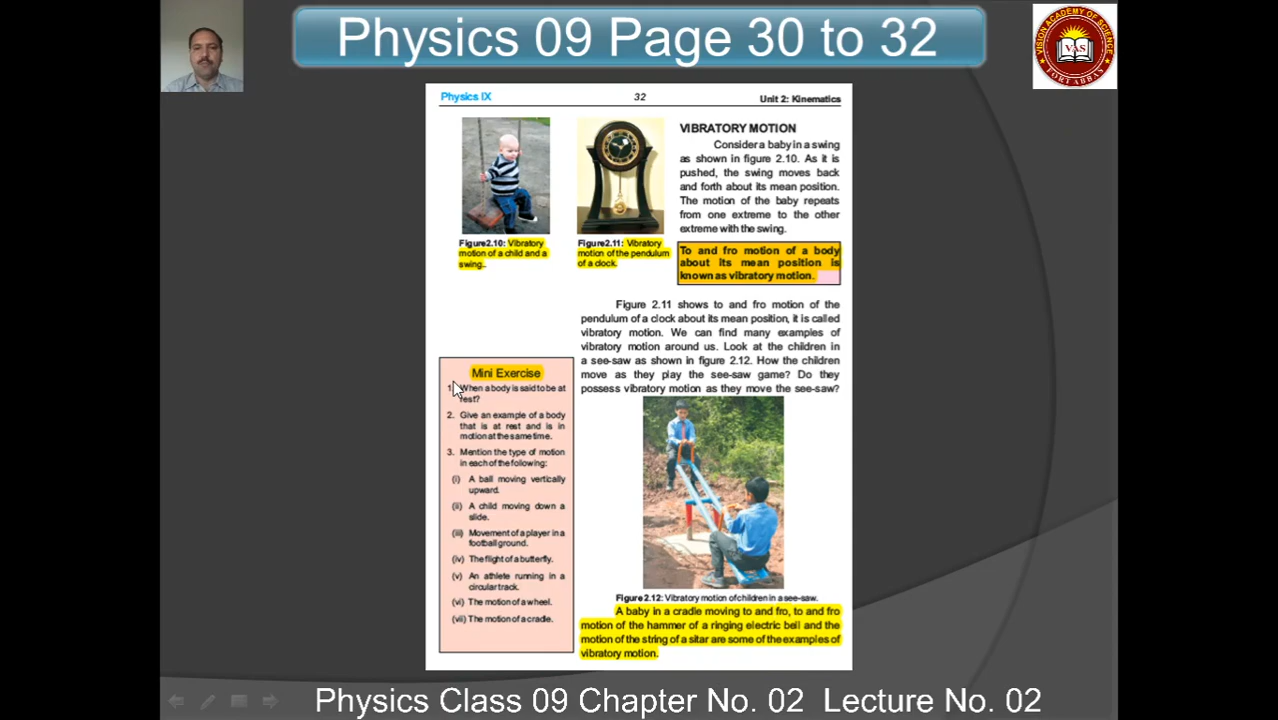 Physics 09 Page 30 to 32
VISION ACADEMY OF SCIENCE
VAS
FORT ABBAS
Physics IX
32
Unit 2: Kinematics
Figure2.10: Vibratory
motion of a child and a
swing..
Figure2.11: Vibratory
motion of the pendulum
of a clock.
VIBRATORY MOTION
Consider a baby in a swing
as shown in figure 2.10. As it is
pushed, the swing moves back
and forth about its mean position.
The motion of the baby repeats
from one extreme to the other
extreme with the swing.
To and fro motion of a body
about its mean position is
known as vibratory motion.
Figure 2.11 shows to and fro motion of the
pendulum of a clock about its mean position, it is called
vibratory motion. We can find many examples of
vibratory motion around us. Look at the children in
a see-saw as shown in figure 2.12. How the children
move as they play the see-saw game? Do they
possess vibratory motion as they move the see-saw?
Mini Exercise
1. When a body is said to be at
rest?
2. Give an example of a body
that is at rest and is in
motion at the same time.
3. Mention the type of motion
in each of the following:
(i) A ball moving vertically
upward.
(ii) A child moving down a
slide.
(iii) Movement of a player in a
football ground.
(iv) The flight of a butterfly.
(v) An athlete running in a
circular track.
(vi) The motion of a wheel.
(vii) The motion of a cradle.
Figure 2.12: Vibratory motion of children in a see-saw.
A baby in a cradle moving to and fro, to and fro
motion of the hammer of a ringing electric bell and the
motion of the string of a sitar are some of the examples of
vibratory motion.
Physics Class 09 Chapter No. 02 Lecture No. 02